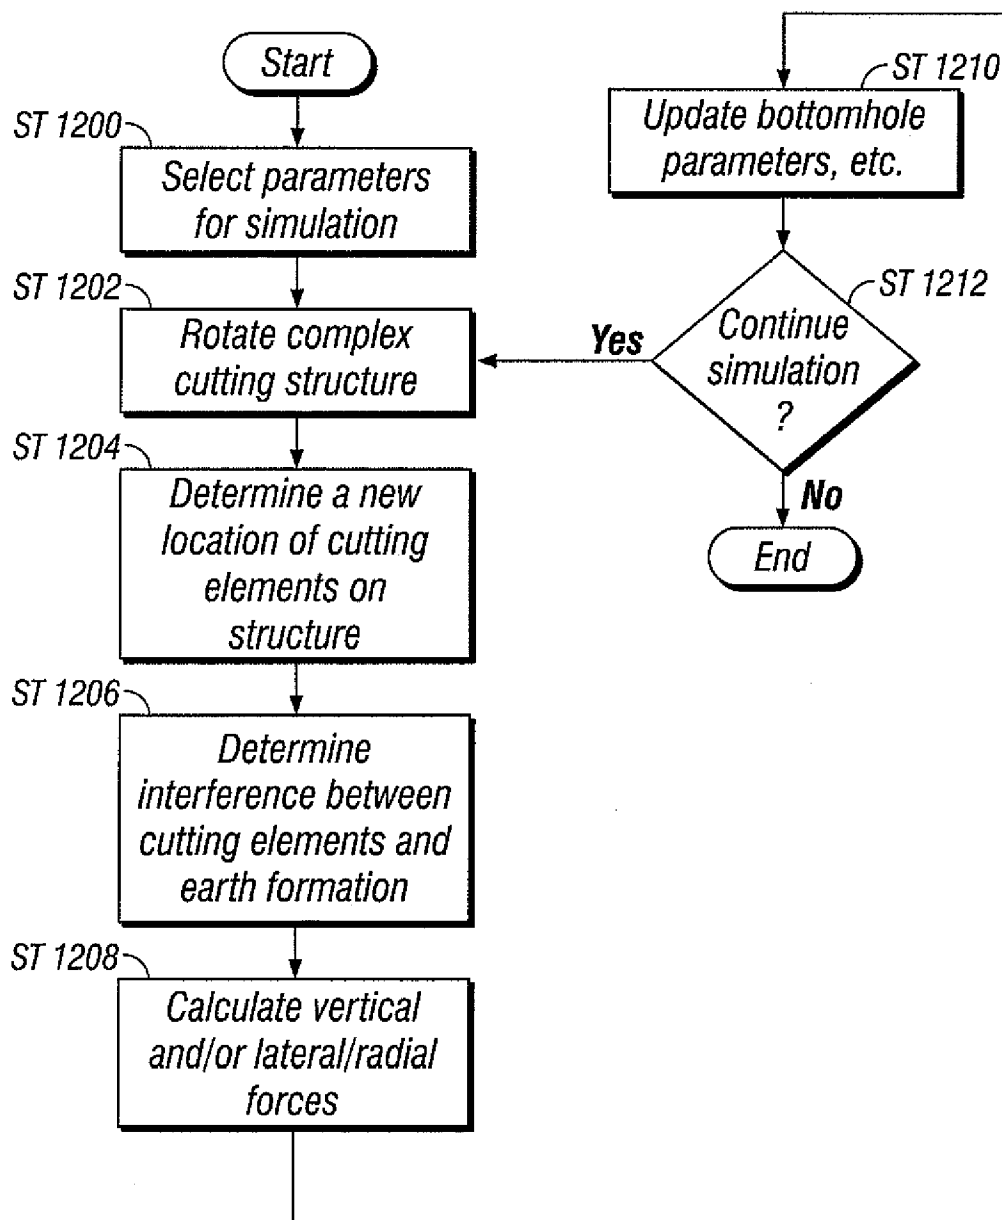 Start
ST 1200
Select parameters
for simulation
ST 1202
Rotate complex
cutting structure
ST 1204
Determine a new
location of cutting
elements on
structure
ST 1206
Determine
interference between
cutting elements and
earth formation
ST 1208
Calculate vertical
and/or lateral/radial
forces
ST 1210
Update bottomhole
parameters, etc.
ST 1212
Continue
simulation
?
Yes
No
End